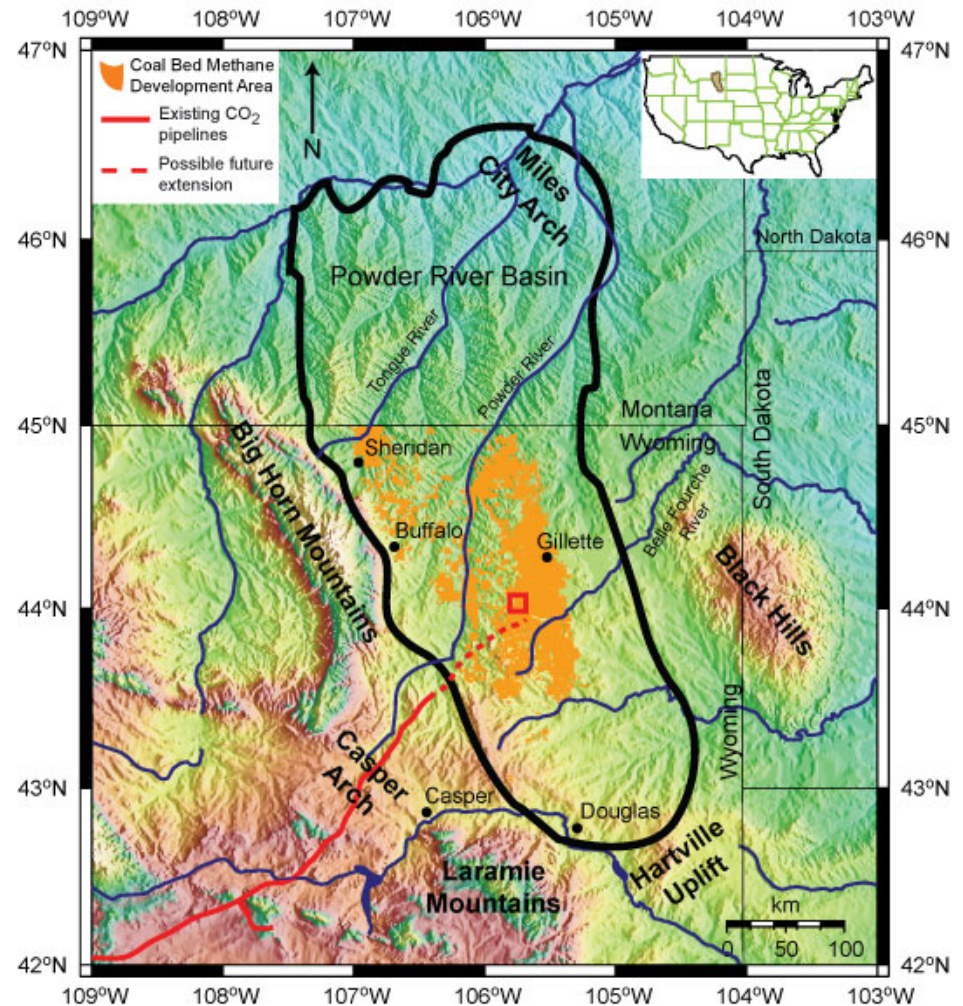 109°W 108°W 107°W 106°W 105°W 104°W 103°W
47°N
47°N
Coal Bed Methane
Development Area
Existing CO₂
pipelines
Possible future
extension
N
Miles
City Arch
46°N
46°N
North Dakota
Powder River Basin
Tongue River
Powder River
45°N
45°N
Montana
Wyoming
South Dakota
Sheridan
Big Horn Mountains
Buffalo
Gillette
Belle Fourche
River
Black Hills
44°N
44°N
Wyoming
Casper
Arch
43°N
43°N
Casper
Douglas
Hartville
Uplift
Laramie
Mountains
km
0 50 100
42°N
42°N
109°W 108°W 107°W 106°W 105°W 104°W 103°W